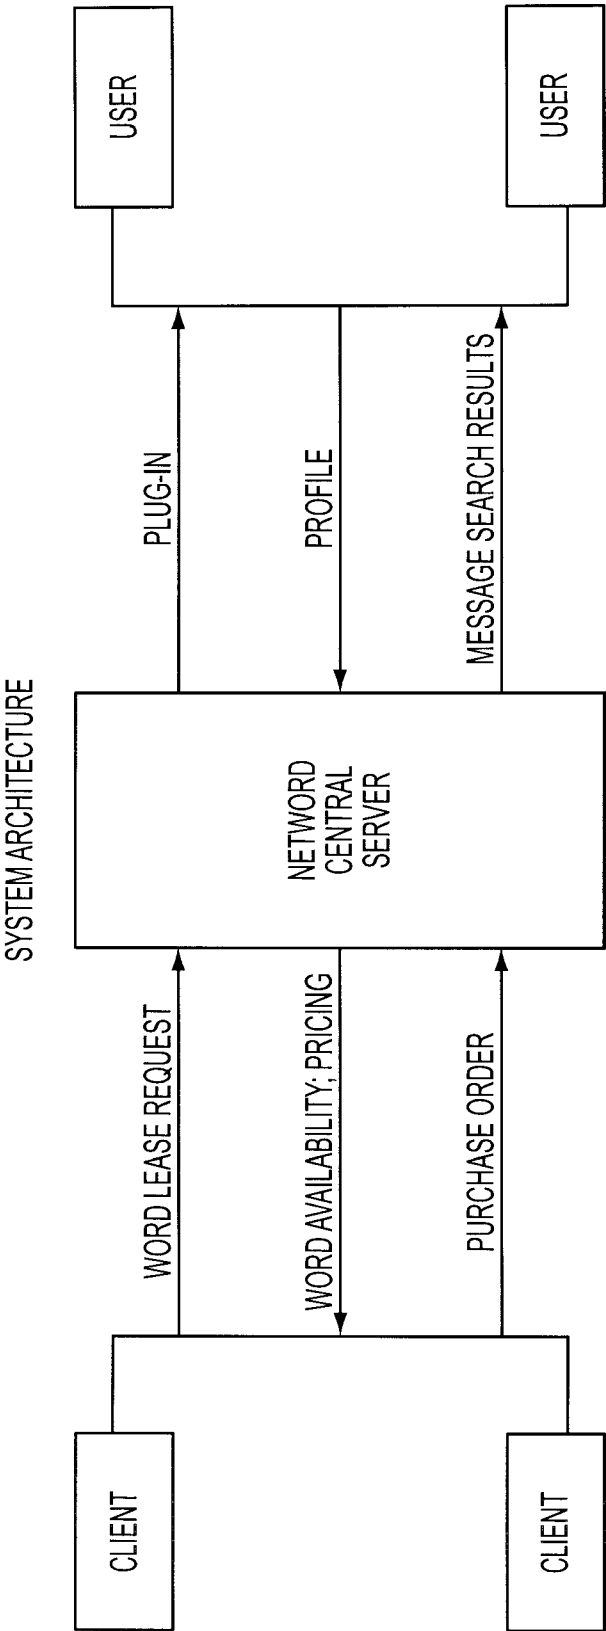 SYSTEM ARCHITECTURE
CLIENT
CLIENT
WORD LEASE REQUEST
WORD AVAILABILITY; PRICING
PURCHASE ORDER
NETWORD
CENTRAL
SERVER
PLUG-IN
PROFILE
MESSAGE SEARCH RESULTS
USER
USER